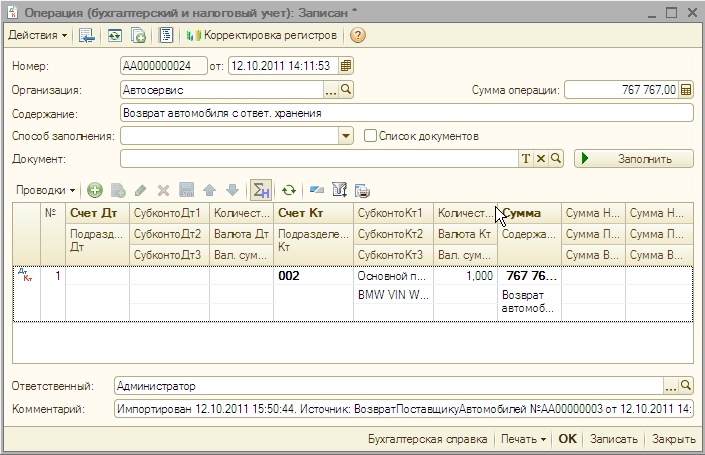 Операция (бухгалтерский и налоговый учет): Записан *
Действия Корректировка регистров ?
Номер: АА000000024 от: 12.10.2011 14:11:53
Организация: Автосервис ... Сумма операции: 767 767,00
Содержание: Возврат автомобиля с ответ. хранения
Способ заполнения: Список документов
Документ: T Заполнить
Проводки
№ Счет Дт СубконтоДт1 Количест... Счет Кт СубконтоКт1 Количест... Сумма Сумма Н... Сумма Н...
Подразд... Дт СубконтоДт2 Валюта Дт Подразделе... Кт СубконтоКт2 Валюта Кт Содержа... Сумма П... Сумма П...
СубконтоДт3 Вал. сум... СубконтоКт3 Вал. сум... Сумма В... Сумма В...
Дт Кт 1 002 Основной п... 1,000 767 76...
BMW VIN W... Возврат
автомоб...
Ответственный: Администратор ...
Комментарий: Импортирован 12.10.2011 15:50:44. Источник: ВозвратПоставщикуАвтомобилей №АА00000003 от 12.10.2011 14:
Бухгалтерская справка Печать OK Записать Закрыть